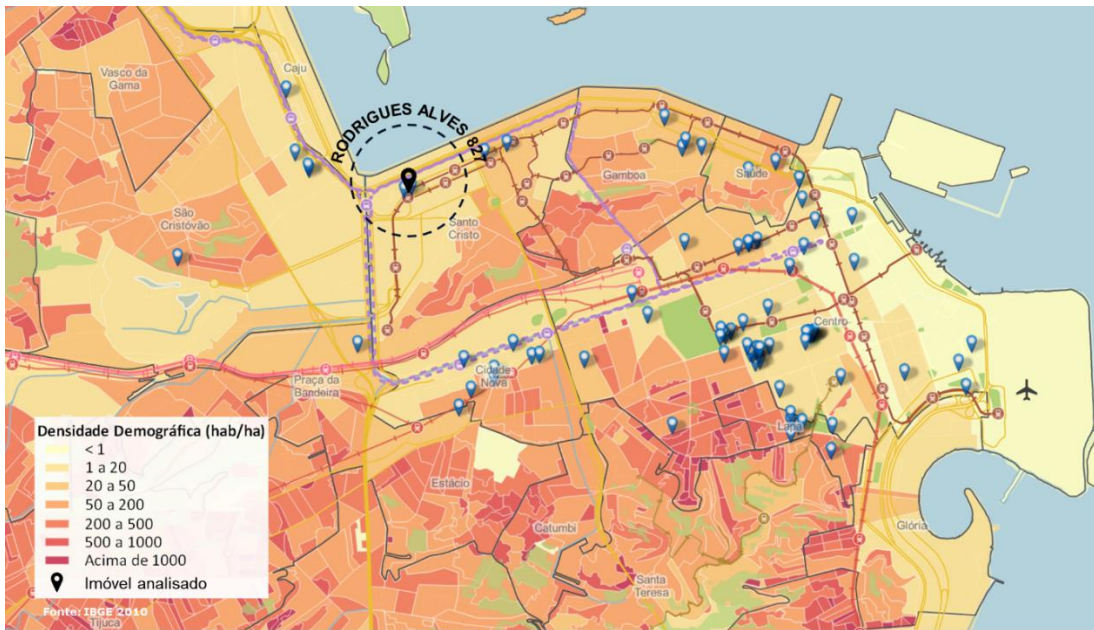 Vasco da
Gama
Caju
RODRIGUES ALVES 827
São
Cristóvão
Santo
Cristo
Gamboa
Saúde
Centro
Praça da
Bandeira
Cidade
Nova
Lapa
Estácio
Catumbi
Glória
Santa
Teresa
Tijuca
Densidade Demográfica (hab/ha)
< 1
1 a 20
20 a 50
50 a 200
200 a 500
500 a 1000
Acima de 1000
Imóvel analisado
Fonte: IBGE 2010